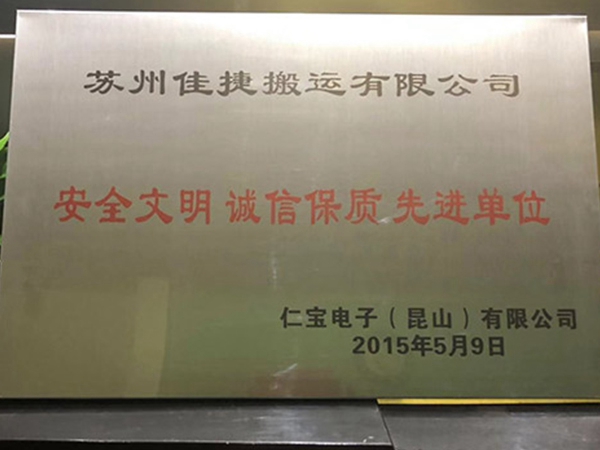 苏州佳捷搬运有限公司
安全文明 诚信保质 先进单位
仁宝电子（昆山）有限公司
2015年5月9日